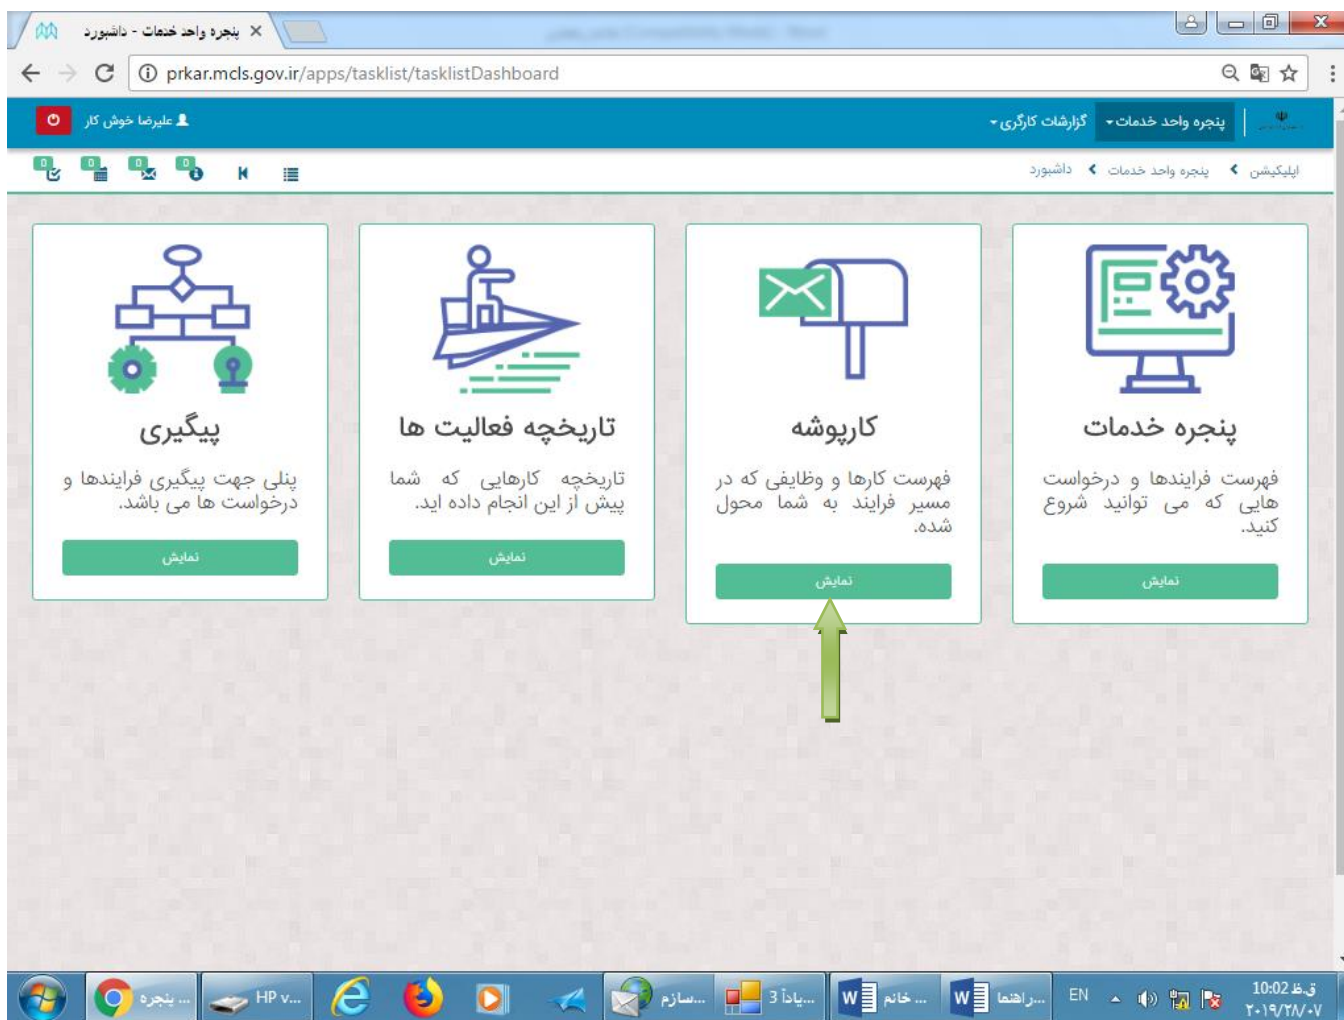 پنجره واحد خدمات - داشبورد
prkar.mcls.gov.ir/apps/tasklist/tasklistDashboard
پنجره واحد خدمات
گزارشات کارگری
علیرضا خوش کار
اپلیکیشن
پنجره واحد خدمات
داشبورد
0
0
0
0
پنجره خدمات
فهرست فرایندها و درخواست
هایی که می توانید شروع
کنید.
نمایش
کارپوشه
فهرست کارها و وظایفی که در
مسیر فرایند به شما محول
شده.
نمایش
تاریخچه فعالیت ها
تاریخچه کارهایی که شما
پیش از این انجام داده اید.
نمایش
پیگیری
پنلی جهت پیگیری فرایندها و
درخواست ها می باشد.
نمایش
پنجره ...
HP v...
سازم...
3 یادآ...
خانم ...
راهنما...
EN
10:02 ق.ظ
۲۰۱۹/۲۸/۰۷